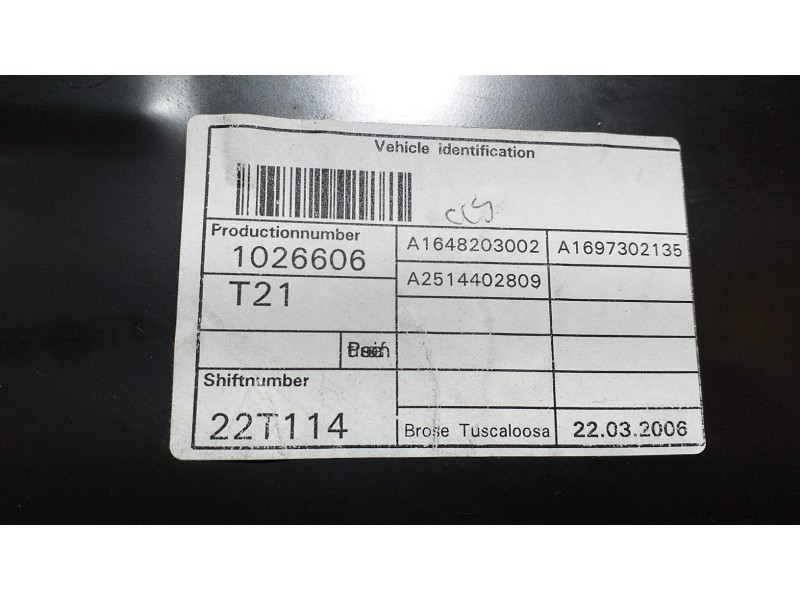 Vehicle identification
Productionnumber
1026606
A1648203002 A1697302135
T21
A2514402809
Shiftnumber
22T114
Brose Tuscaloosa 22.03.2006